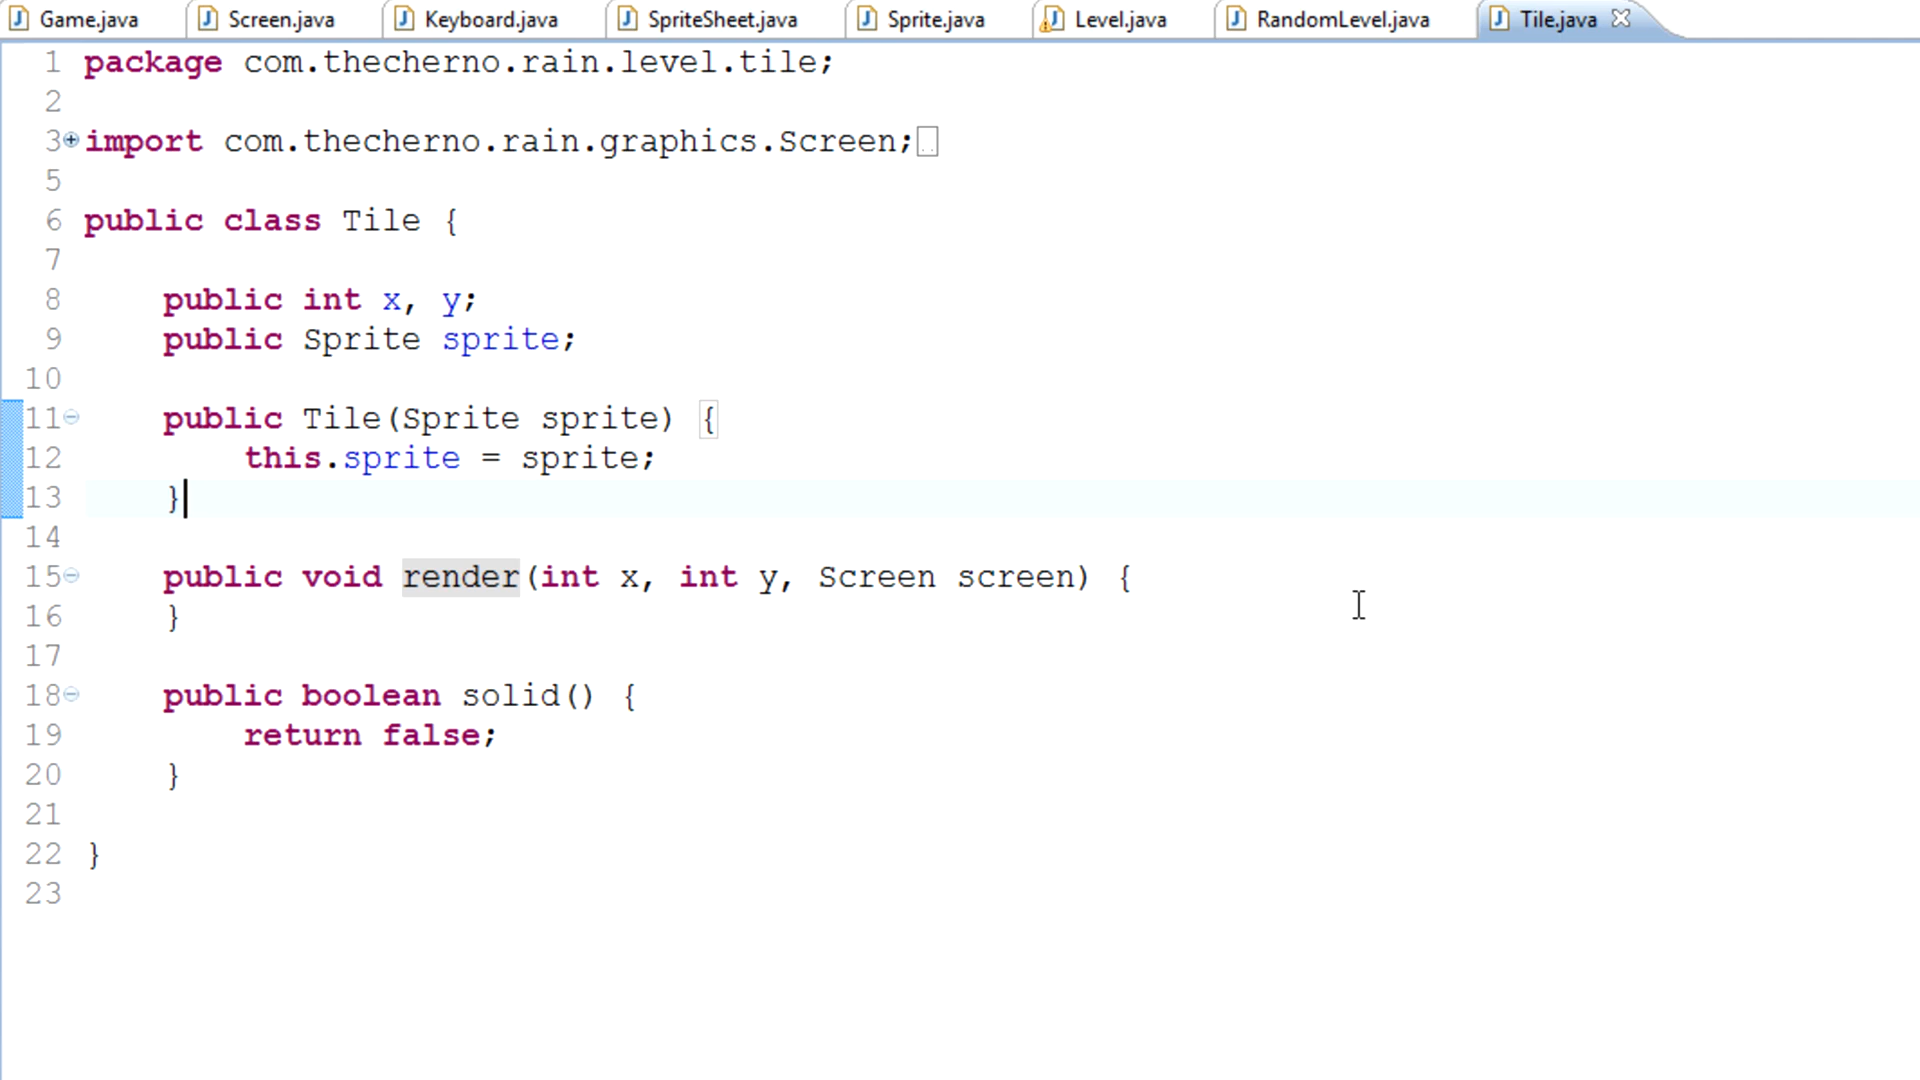 Game.java Screen.java Keyboard.java SpriteSheet.java Sprite.java Level.java RandomLevel.java Tile.java
1 package com.thecherno.rain.level.tile;
2
3 import com.thecherno.rain.graphics.Screen;
5
6 public class Tile {
7
8 public int x, y;
9 public Sprite sprite;
10
11 public Tile(Sprite sprite) {
12 this.sprite = sprite;
13 }
14
15 public void render(int x, int y, Screen screen) {
16 }
17
18 public boolean solid() {
19 return false;
20 }
21
22 }
23